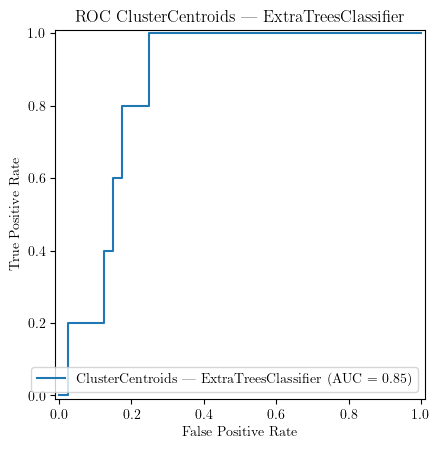 ROC ClusterCentroids — ExtraTreesClassifier
1.0
0.8
0.6
0.4
0.2
0.0
True Positive Rate
ClusterCentroids — ExtraTreesClassifier (AUC = 0.85)
0.0 0.2 0.4 0.6 0.8 1.0
False Positive Rate